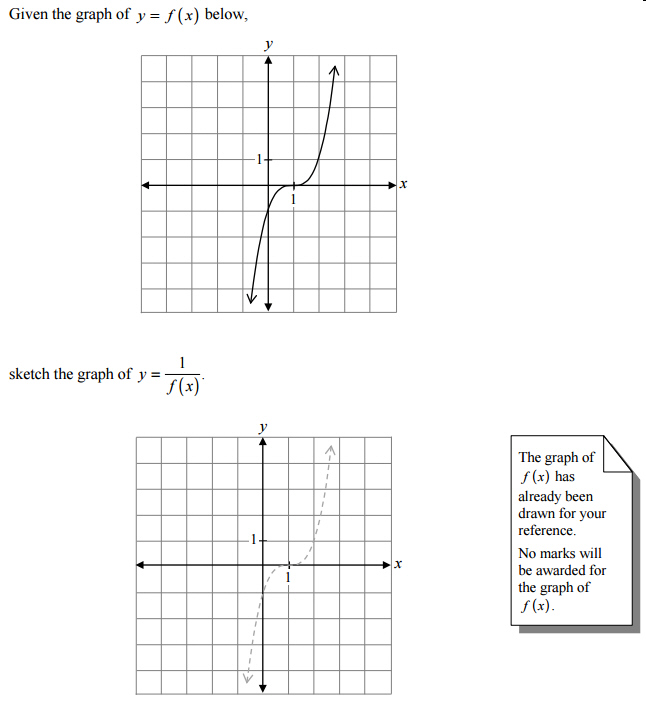 Given the graph of y = f(x) below,
y
1
x
1
sketch the graph of y = 1/f(x).
y
1
x
1
The graph of
f(x) has
already been
drawn for your
reference.
No marks will
be awarded for
the graph of
f(x).